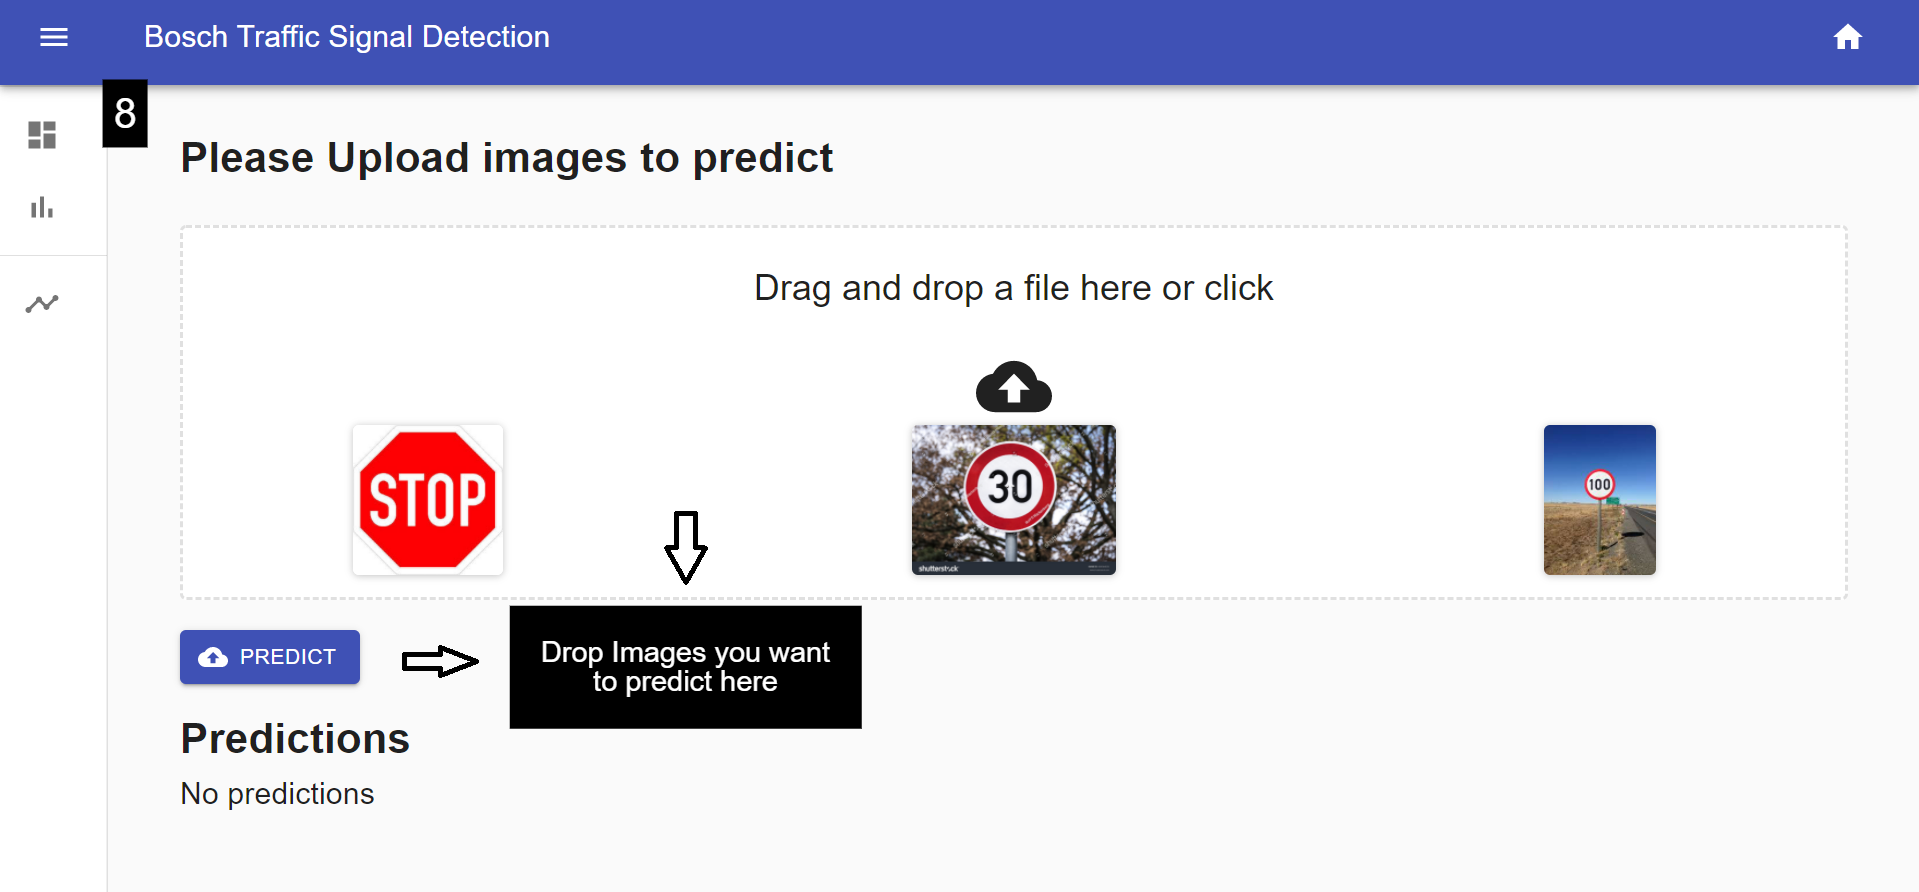 Bosch Traffic Signal Detection
8
Please Upload images to predict
Drag and drop a file here or click
STOP
30
shutterstock
100
PREDICT
Drop Images you want
to predict here
Predictions
No predictions